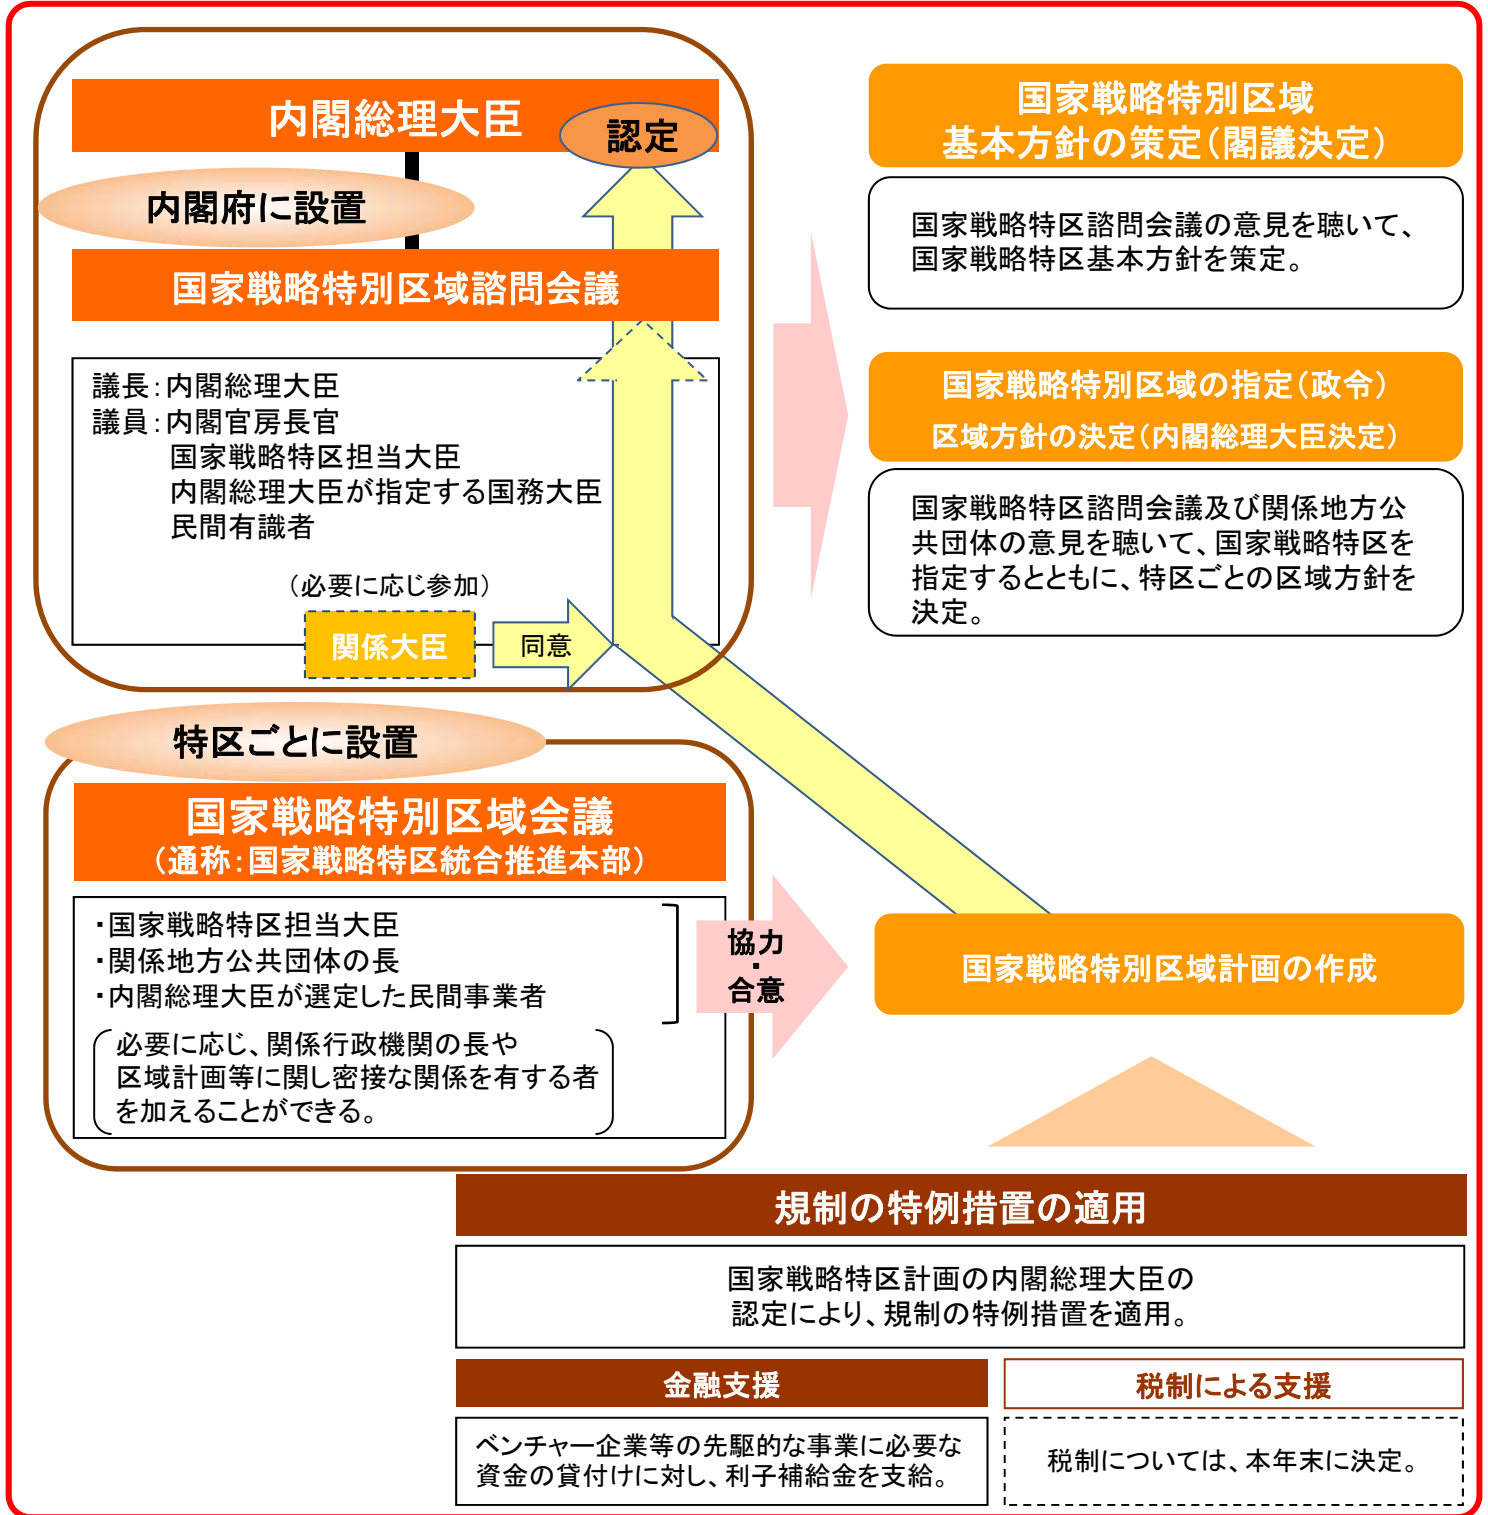 内閣総理大臣
認定
内閣府に設置
国家戦略特別区域諮問会議
議長：内閣総理大臣
議員：内閣官房長官
国家戦略特区担当大臣
内閣総理大臣が指定する国務大臣
民間有識者
（必要に応じ参加）
関係大臣
同意
国家戦略特別区域
基本方針の策定（閣議決定）
国家戦略特区諮問会議の意見を聴いて、
国家戦略特区基本方針を策定。
国家戦略特別区域の指定（政令）
区域方針の決定（内閣総理大臣決定）
国家戦略特区諮問会議及び関係地方公
共団体の意見を聴いて、国家戦略特区を
指定するとともに、特区ごとの区域方針を
決定。
特区ごとに設置
国家戦略特別区域会議
（通称：国家戦略特区統合推進本部）
・国家戦略特区担当大臣
・関係地方公共団体の長
・内閣総理大臣が選定した民間事業者
必要に応じ、関係行政機関の長や
区域計画等に関し密接な関係を有する者
を加えることができる。
協力
・
合意
国家戦略特別区域計画の作成
規制の特例措置の適用
国家戦略特区計画の内閣総理大臣の
認定により、規制の特例措置を適用。
金融支援
ベンチャー企業等の先駆的な事業に必要な
資金の貸付けに対し、利子補給金を支給。
税制による支援
税制については、本年末に決定。